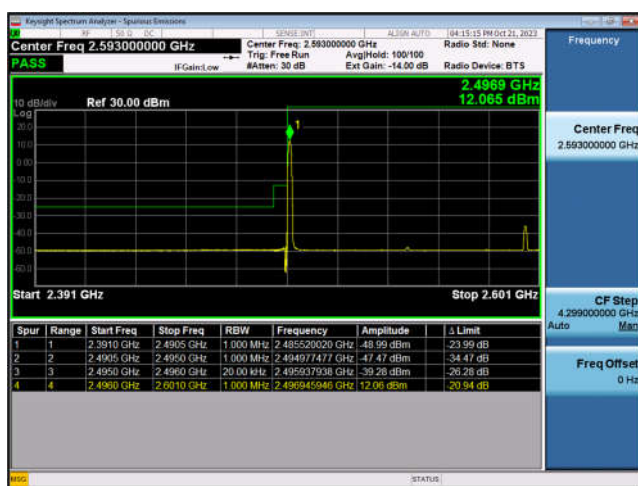 Keysight Spectrum Analyzer - Spurious Emissions
RF 50 Ω DC SENSE:INT ALIGN AUTO 04:15:15 PM Oct 21, 2023
Center Freq 2.593000000 GHz
PASS
IFGain:Low
Center Freq: 2.593000000 GHz
Trig: Free Run Avg|Hold: 100/100
#Atten: 30 dB Ext Gain: -14.00 dB
Radio Std: None
Radio Device: BTS
2.4969 GHz
12.065 dBm
10 dB/div Ref 30.00 dBm
Log
20.0
10.0
0.00
-10.0
-20.0
-30.0
-40.0
-50.0
-60.0
1
Start 2.391 GHz Stop 2.601 GHz
Spur Range Start Freq Stop Freq RBW Frequency Amplitude Δ Limit
1 1 2.3910 GHz 2.4905 GHz 1.000 MHz 2.485520020 GHz -48.99 dBm -23.99 dB
2 2 2.4905 GHz 2.4950 GHz 1.000 MHz 2.494977477 GHz -47.47 dBm -34.47 dB
3 3 2.4950 GHz 2.4960 GHz 20.00 kHz 2.495937938 GHz -39.28 dBm -26.28 dB
4 4 2.4960 GHz 2.6010 GHz 1.000 MHz 2.496945946 GHz 12.06 dBm -20.94 dB
Frequency
Center Freq
2.593000000 GHz
CF Step
4.299000000 GHz
Auto Man
Freq Offset
0 Hz
MSG STATUS